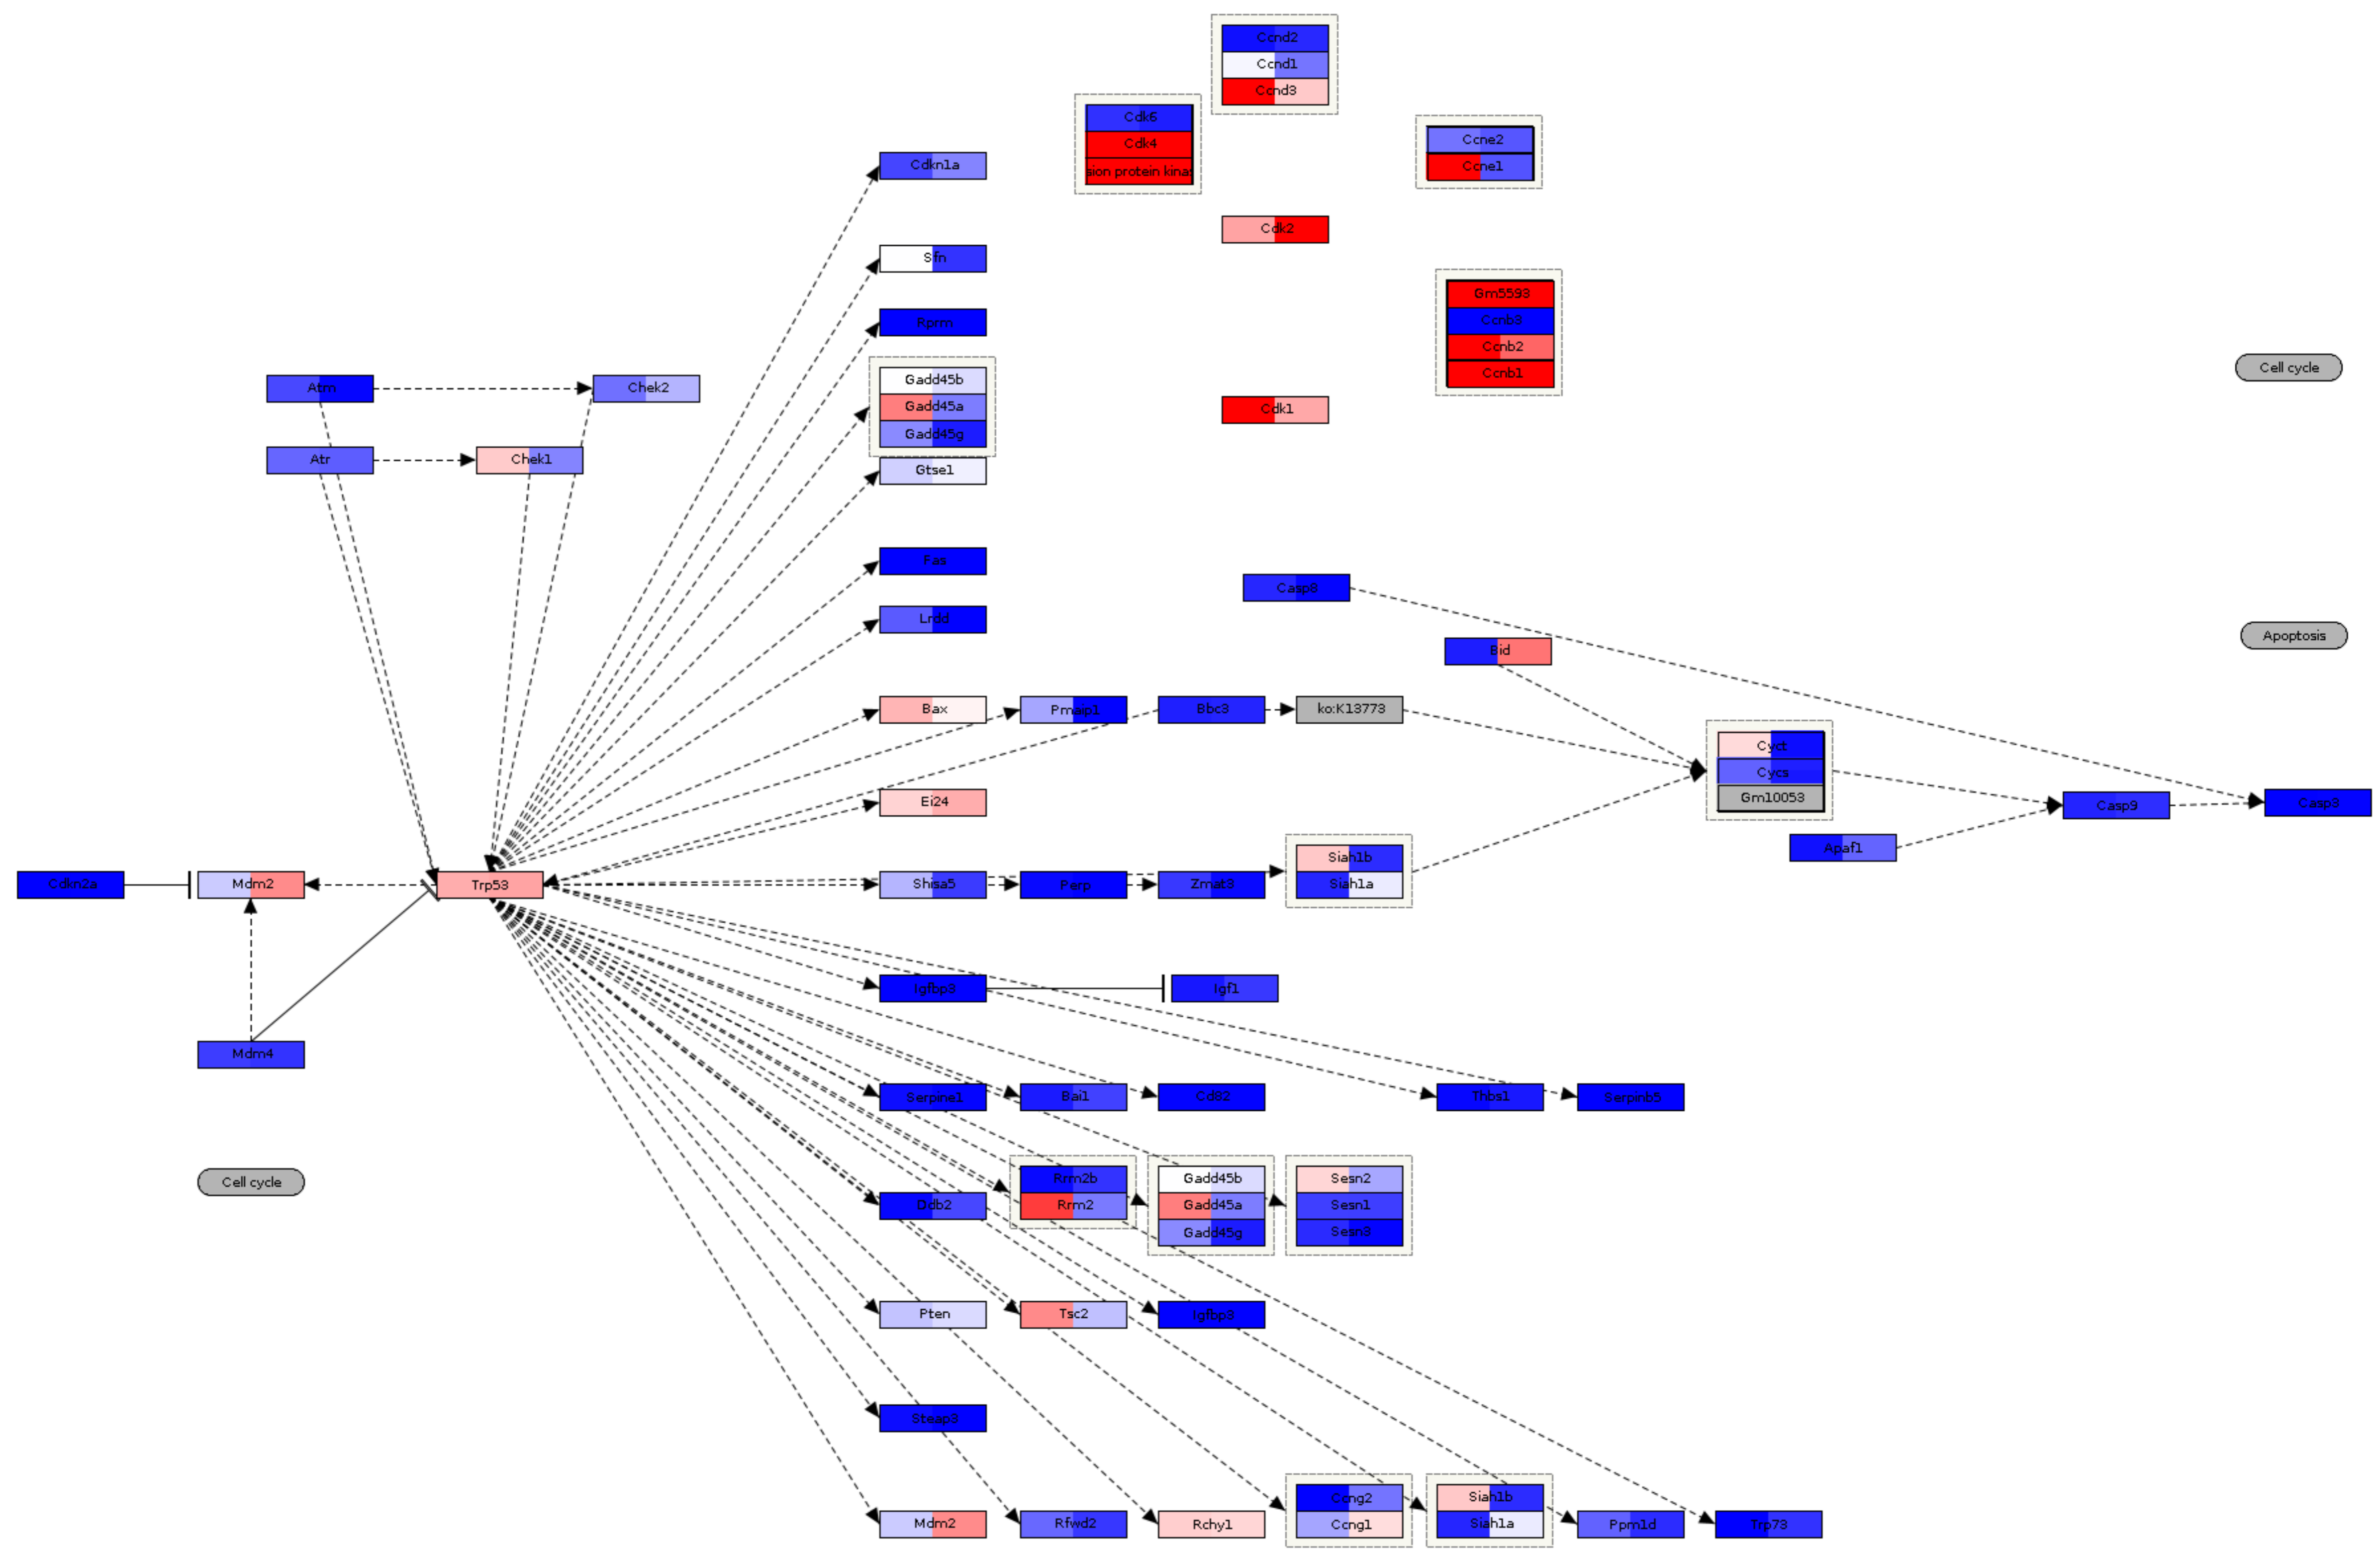 Ccnd2
Ccnd1
Ccnd3
Cdk6
Cdk4
sion protein kina
Ccne2
Ccne1
Cdkn1a
Cdk2
Sfn
Rprm
Gm5593
Ccnb3
Ccnb2
Ccnb1
Cell cycle
Atm
Chek2
Gadd45b
Gadd45a
Gadd45g
Cdk1
Atr
Chek1
Gtse1
Fas
Casp8
Lrdd
Apoptosis
Bid
Bax
Pmaip1
Bbc3
ko:K13773
Cyct
Cycs
Gm10053
Ei24
Casp9
Casp3
Apaf1
Siah1b
Siah1a
Cdkn2a
Mdm2
Trp53
Shisa5
Perp
Zmat3
Igfbp3
Igf1
Mdm4
Serpine1
Bai1
Cd82
Thbs1
Serpinb5
Cell cycle
Rrm2b
Rrm2
Gadd45b
Gadd45a
Gadd45g
Sesn2
Sesn1
Sesn3
Ddb2
Pten
Tsc2
Igfbp3
Steap3
Mdm2
Rfwd2
Rchy1
Ccng2
Ccng1
Siah1b
Siah1a
Ppm1d
Trp73